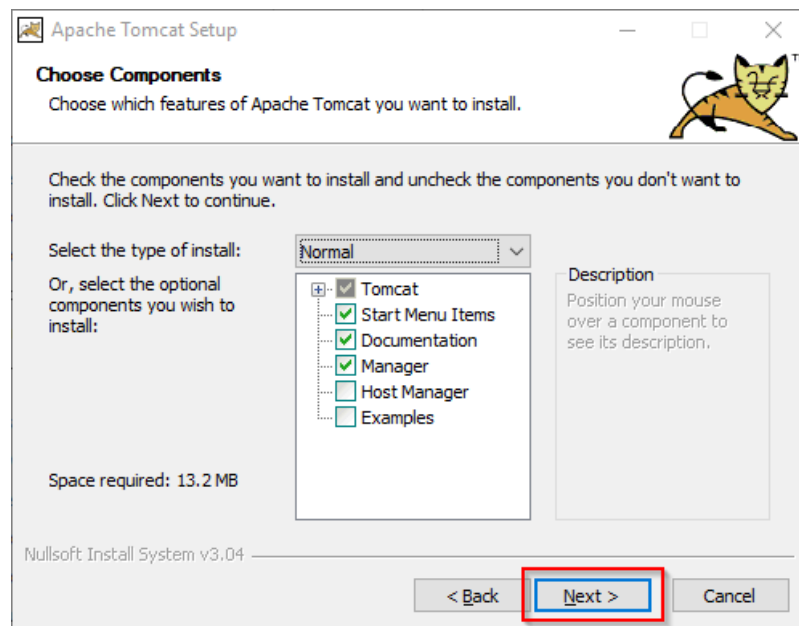 Apache Tomcat Setup
Choose Components
Choose which features of Apache Tomcat you want to install.
TM
Check the components you want to install and uncheck the components you don't want to
install. Click Next to continue.
Select the type of install:
Normal
Or, select the optional
components you wish to
install:
Tomcat
Start Menu Items
Documentation
Manager
Host Manager
Examples
Description
Position your mouse
over a component to
see its description.
Space required: 13.2 MB
Nullsoft Install System v3.04
< Back
Next >
Cancel